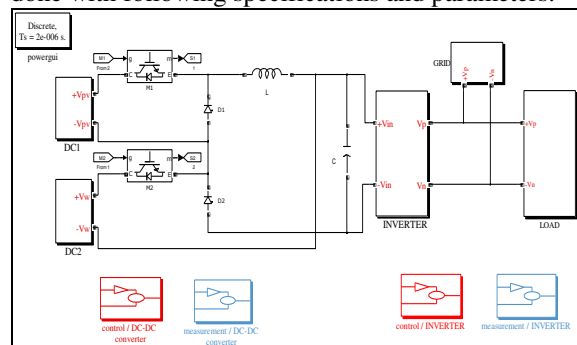 done with following specifications and parameters.
Discrete,
Ts = 2e-006 s.
powergui
M1
From2
g
m
C
E
M1
S1
1
+Vpv
-Vpv
DC1
D1
L
M2
From1
g
m
C
E
M2
S2
2
+Vw
-Vw
DC2
D2
C
+Vin
-Vin
Vp
Vn
INVERTER
GRID
+Vp
-Vn
+Vp
-Vn
LOAD
control / DC-DC
converter
measurement / DC-DC
converter
control / INVERTER
measurement / INVERTER